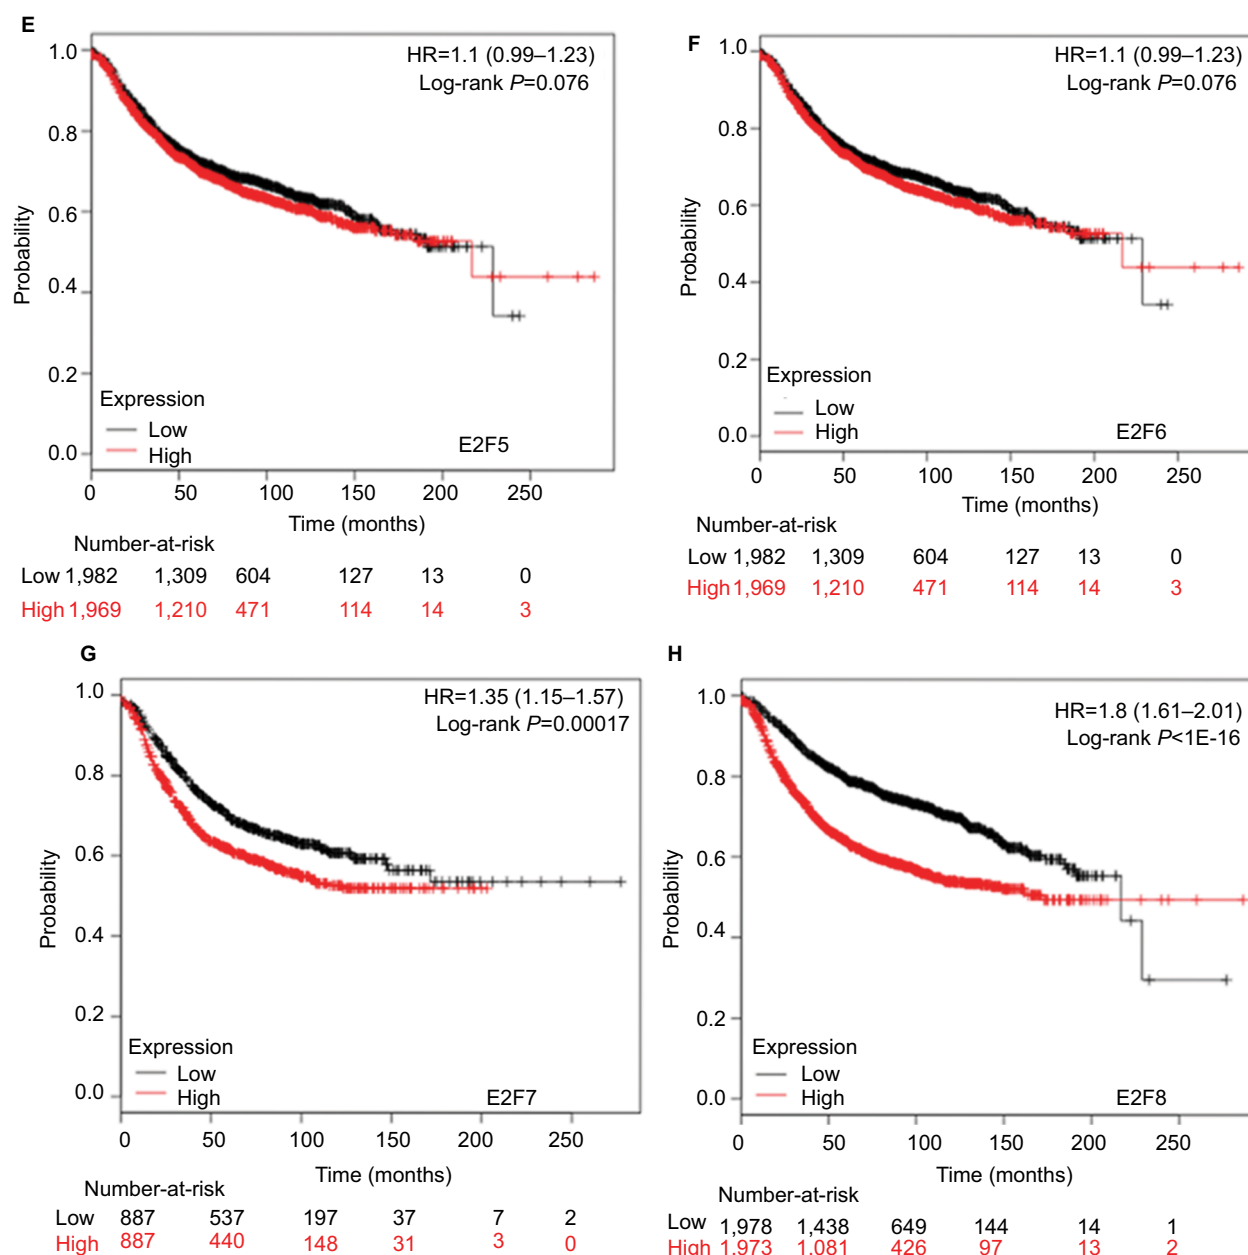 E
HR=1.1 (0.99–1.23)
Log-rank P=0.076
1.0
0.8
0.6
0.4
0.2
0.0
Probability
Expression
Low
High
E2F5
0 50 100 150 200 250
Time (months)
Number-at-risk
Low 1,982 1,309 604 127 13 0
High 1,969 1,210 471 114 14 3
F
HR=1.1 (0.99–1.23)
Log-rank P=0.076
1.0
0.8
0.6
0.4
0.2
0.0
Probability
Expression
Low
High
E2F6
0 50 100 150 200 250
Time (months)
Number-at-risk
Low 1,982 1,309 604 127 13 0
High 1,969 1,210 471 114 14 3
G
HR=1.35 (1.15–1.57)
Log-rank P=0.00017
1.0
0.8
0.6
0.4
0.2
0.0
Probability
Expression
Low
High
E2F7
0 50 100 150 200 250
Time (months)
Number-at-risk
Low 887 537 197 37 7 2
High 887 440 148 31 3 0
H
HR=1.8 (1.61–2.01)
Log-rank P<1E-16
1.0
0.8
0.6
0.4
0.2
0.0
Probability
Expression
Low
High
E2F8
0 50 100 150 200 250
Time (months)
Number-at-risk
Low 1,978 1,438 649 144 14 1
High 1,973 1,081 426 97 13 2